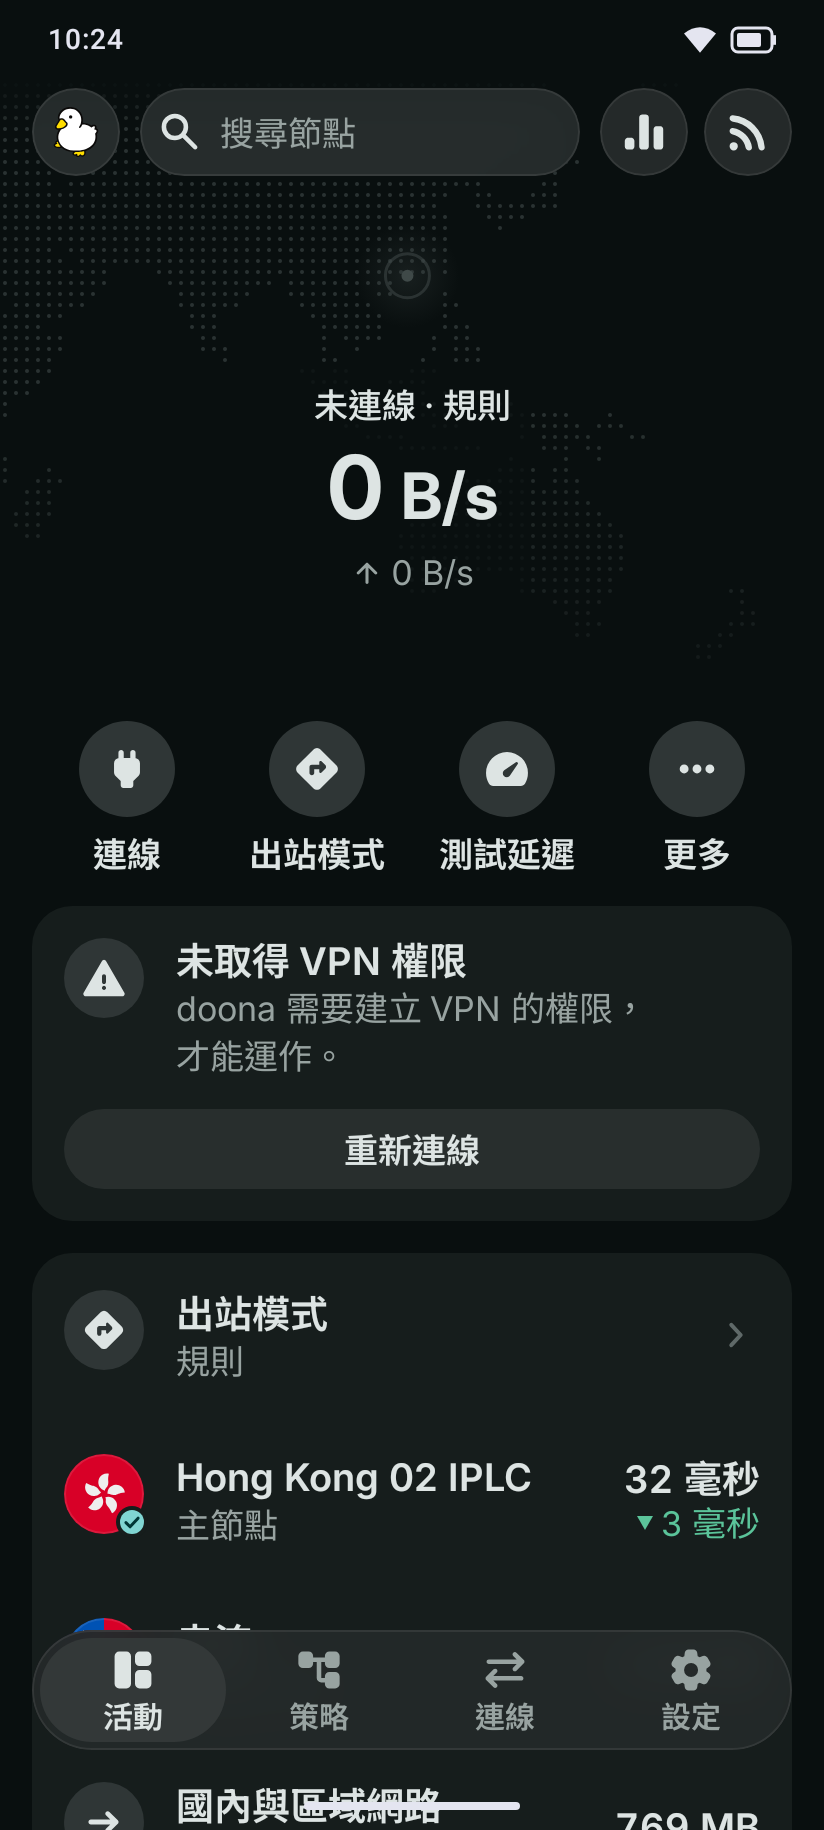 10:24
搜尋節點
未連線 · 規則
0 B/s
↑ 0 B/s
連線
出站模式
測試延遲
更多
未取得 VPN 權限
doona 需要建立 VPN 的權限，
才能運作。
重新連線
出站模式
規則
Hong Kong 02 IPLC
32 毫秒
主節點
▼3 毫秒
活動
策略
連線
設定
國內與區域網路
769 MB